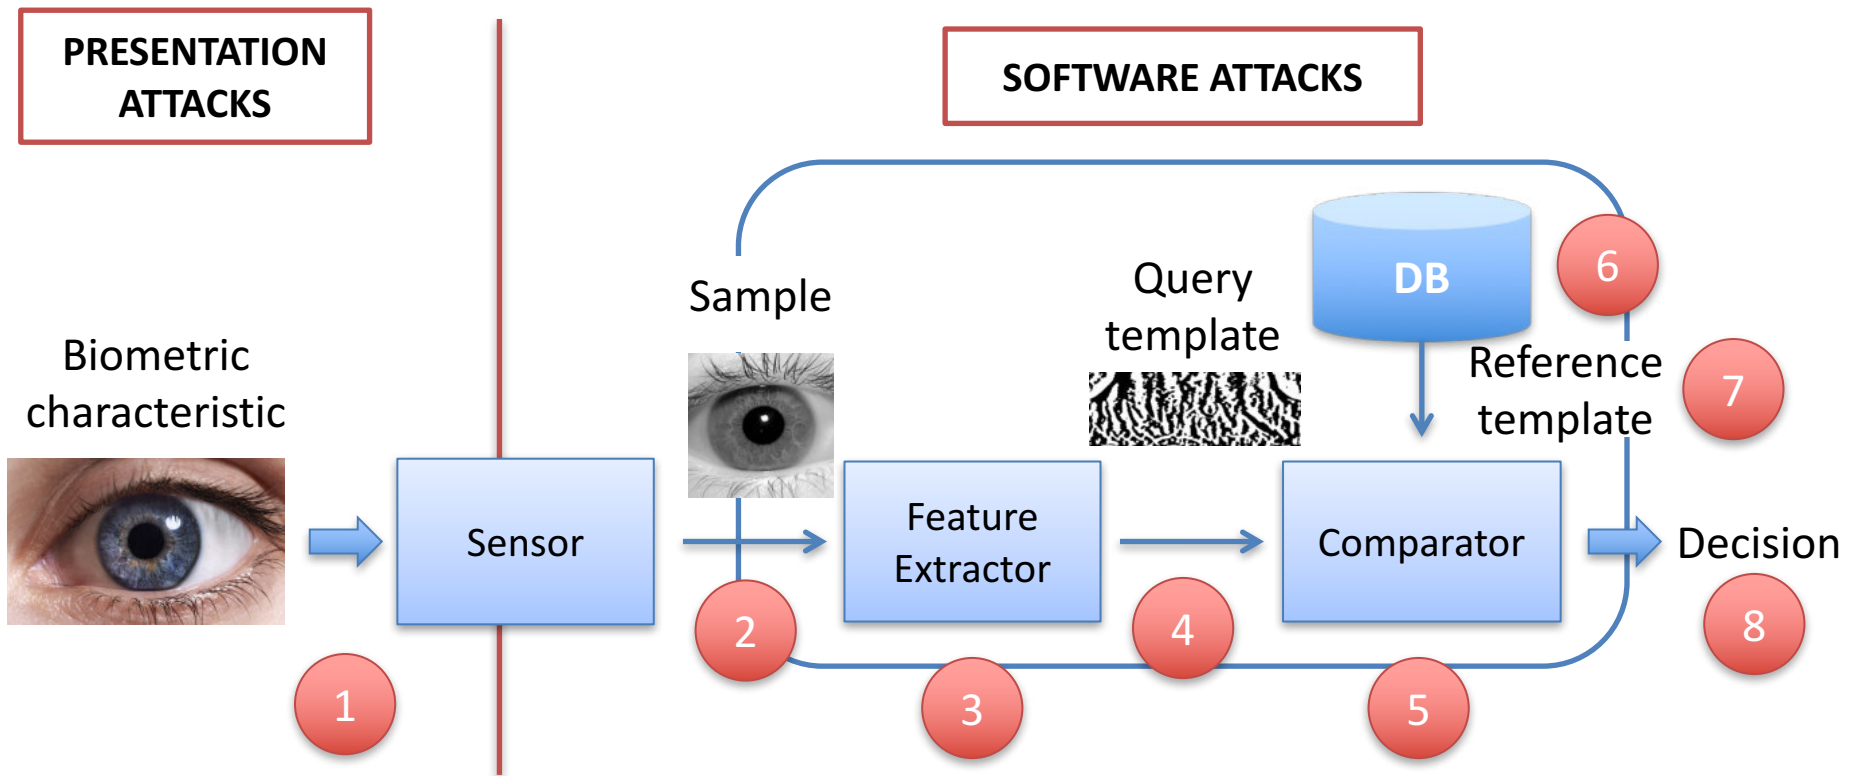 PRESENTATION
ATTACKS
SOFTWARE ATTACKS
Biometric
characteristic
Sensor
Sample
Feature
Extractor
Query
template
DB
Reference
template
Comparator
Decision
1
2
3
4
5
6
7
8